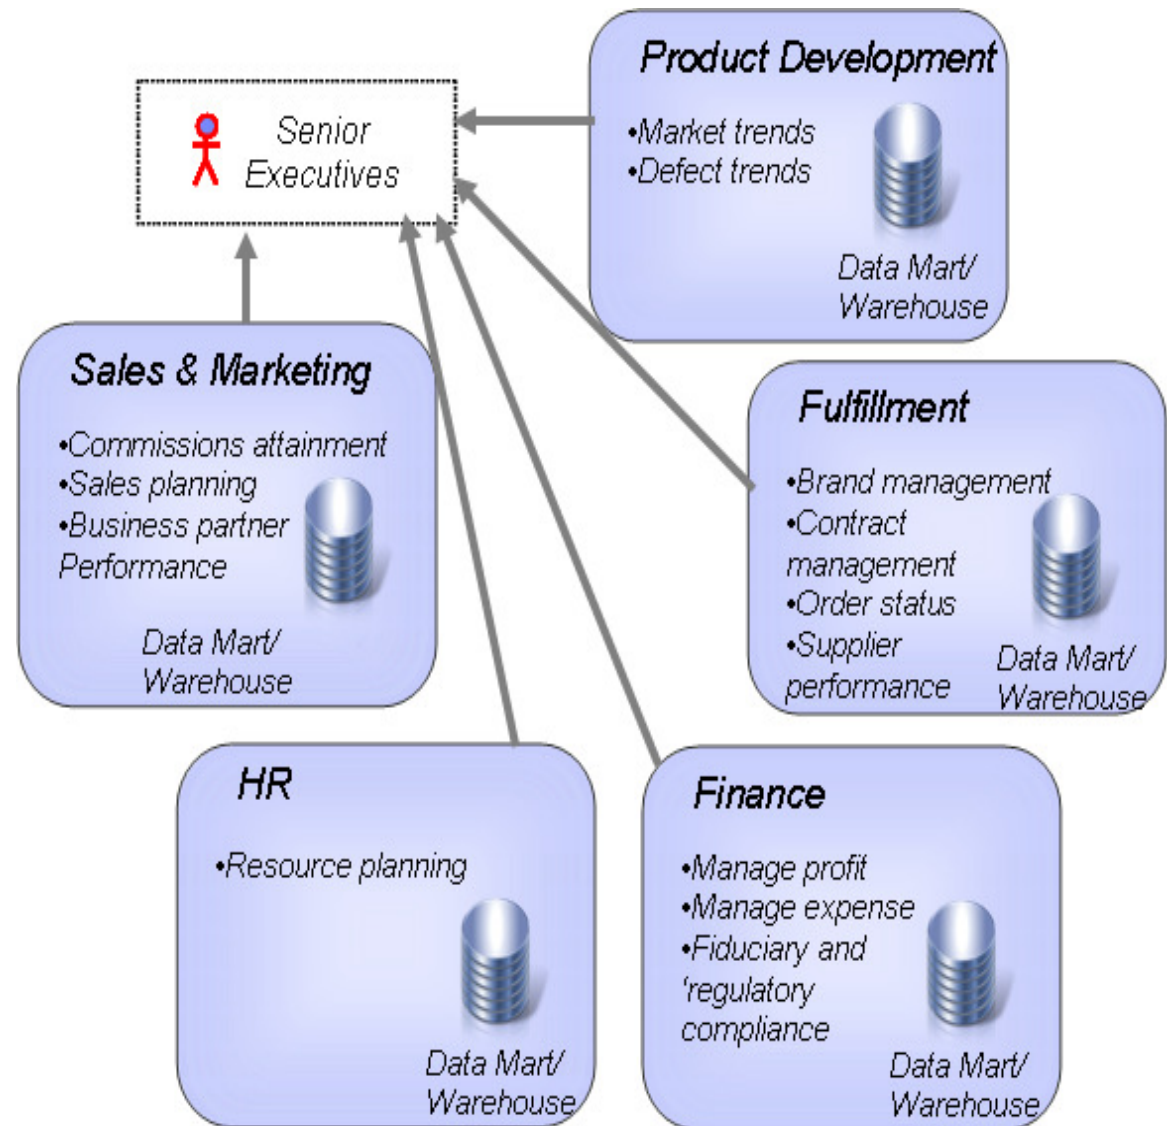 Product Development
•Market trends
•Defect trends
Data Mart/
Warehouse
Senior
Executives
Sales & Marketing
•Commissions attainment
•Sales planning
•Business partner
Performance
Data Mart/
Warehouse
Fulfillment
•Brand management
•Contract
management
•Order status
•Supplier
performance
Data Mart/
Warehouse
HR
•Resource planning
Data Mart/
Warehouse
Finance
•Manage profit
•Manage expense
•Fiduciary and
‘regulatory
compliance
Data Mart/
Warehouse